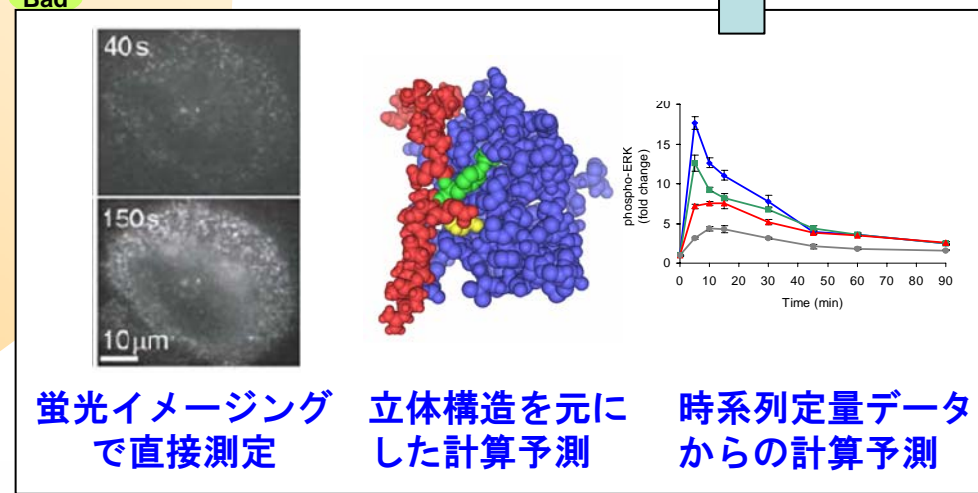 Bad
40s
150s
10μm
20
15
10
5
0
phospho-ERK
(fold change)
0 10 20 30 40 50 60 70 80 90
Time (min)
蛍光イメージング
で直接測定
立体構造を元に
した計算予測
時系列定量データ
からの計算予測